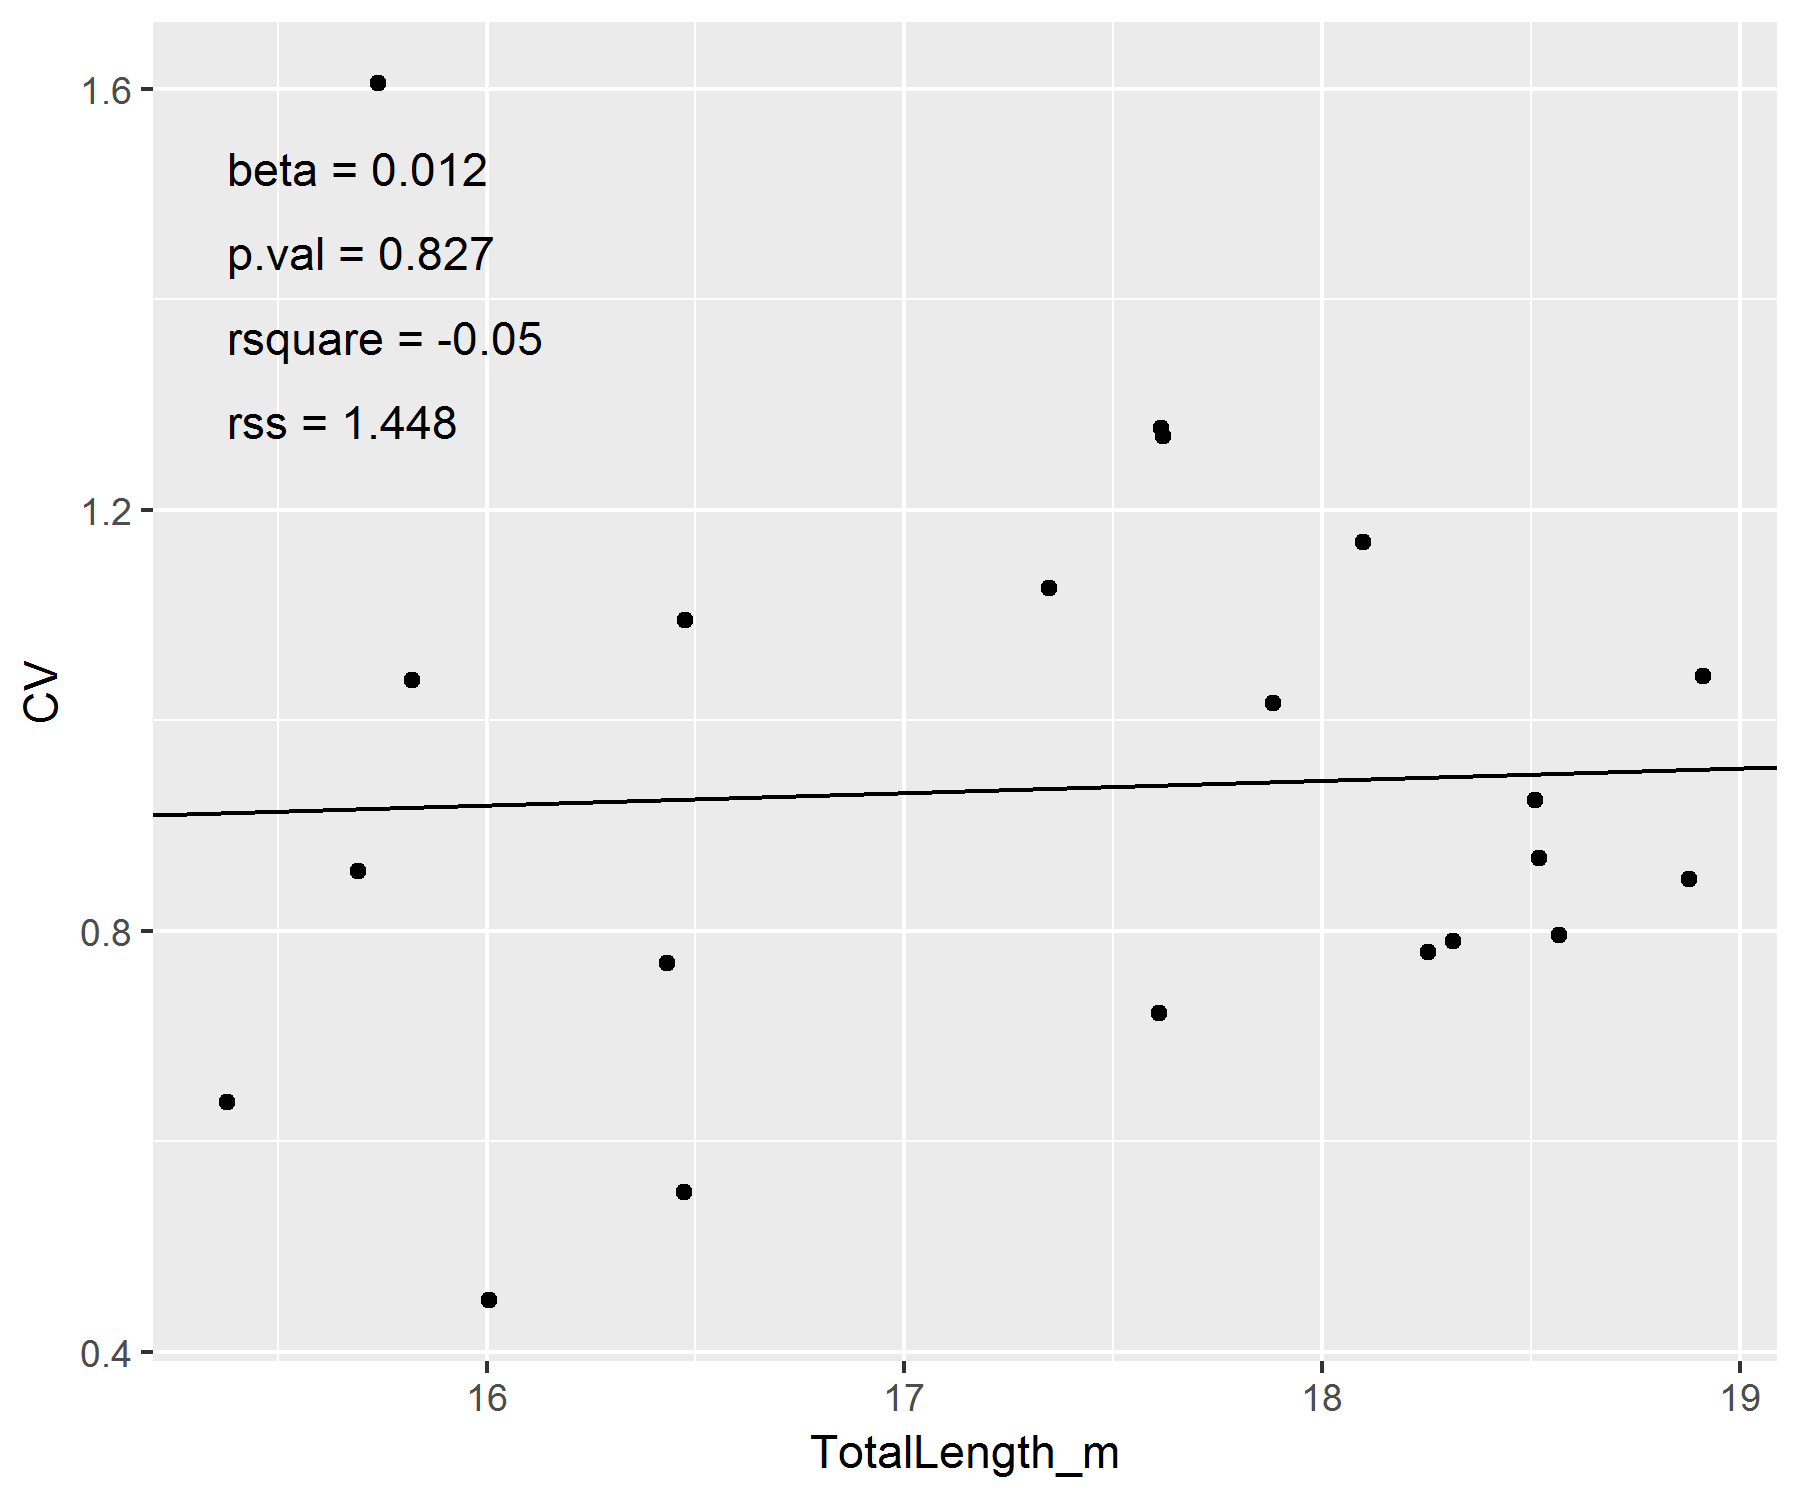 1.6
beta = 0.012
p.val = 0.827
rsquare = -0.05
rss = 1.448
1.2
CV
0.8
0.4
16 17 18 19
TotalLength_m